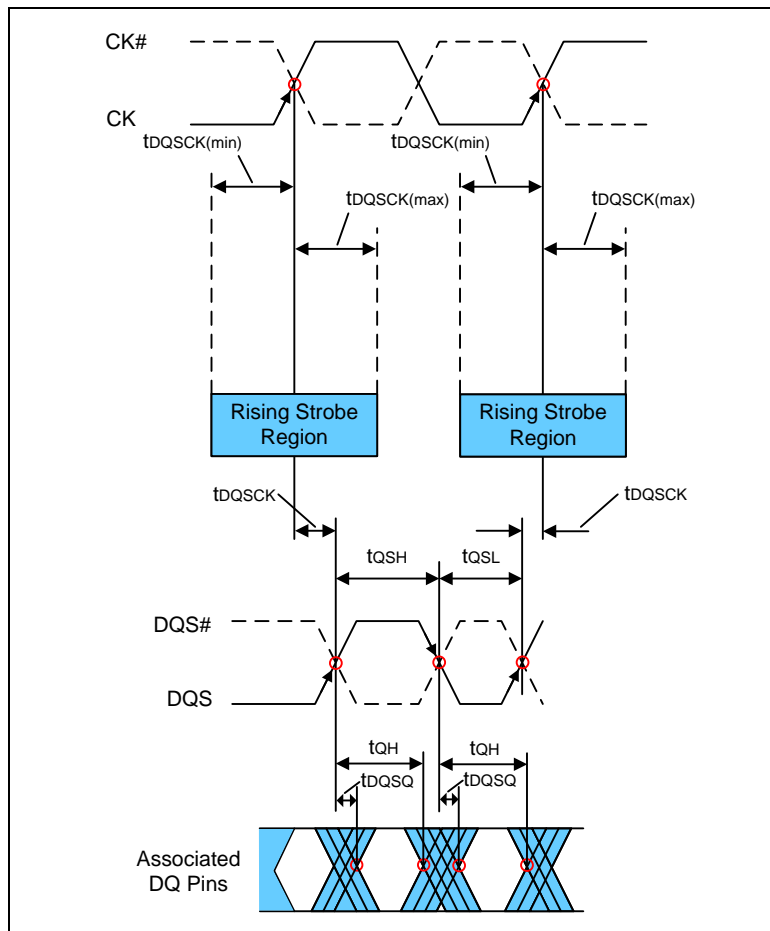 CK#
CK
tDQSCK(min)
tDQSCK(min)
tDQSCK(max)
tDQSCK(max)
Rising Strobe
Region
Rising Strobe
Region
tDQSCK
tDQSCK
tQSH
tQSL
DQS#
DQS
tQH
tQH
tDQSQ
tDQSQ
Associated
DQ Pins